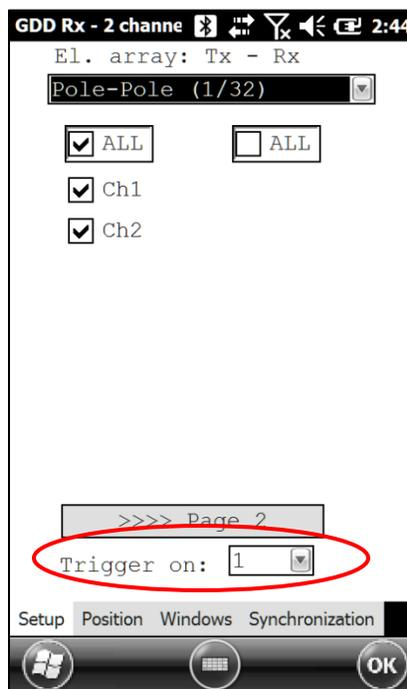 GDD Rx - 2 channe 2:44
El. array: Tx - Rx
Pole-Pole (1/32)
ALL ALL
Ch1
Ch2
>>>> Page 2
Trigger on: 1
Setup Position Windows Synchronization
OK